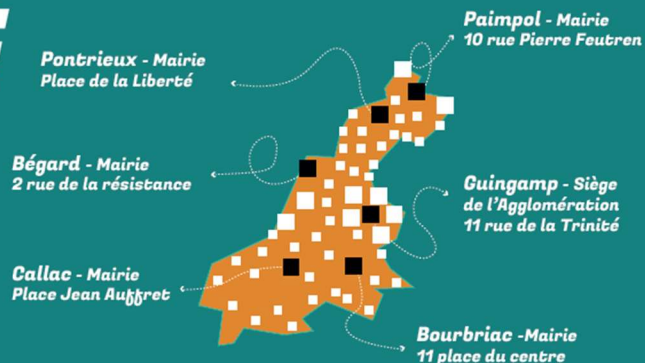 Paimpol - Mairie
10 rue Pierre Feutren
Pontrieux - Mairie
Place de la Liberté
Bégard - Mairie
2 rue de la résistance
Guingamp - Siège
de l'Agglomération
11 rue de la Trinité
Callac - Mairie
Place Jean Auffret
Bourbriac -Mairie
11 place du centre